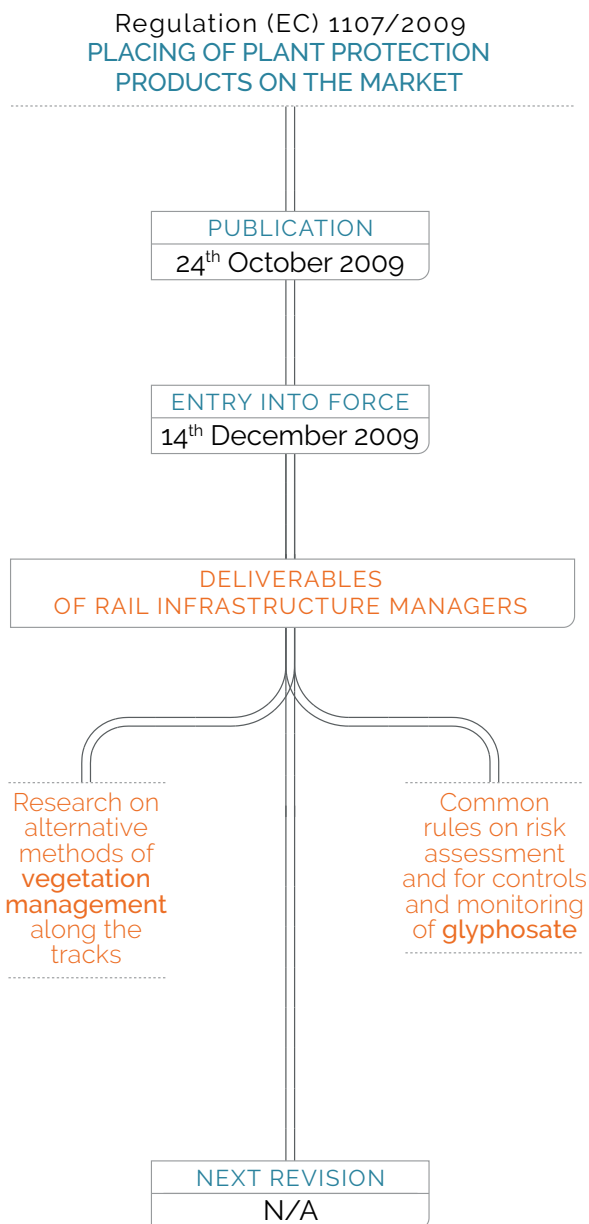 Regulation (EC) 1107/2009
PLACING OF PLANT PROTECTION
PRODUCTS ON THE MARKET
PUBLICATION
24th October 2009
ENTRY INTO FORCE
14th December 2009
DELIVERABLES
OF RAIL INFRASTRUCTURE MANAGERS
Research on
alternative
methods of
vegetation
management
along the
tracks
Common
rules on risk
assessment
and for controls
and monitoring
of glyphosate
NEXT REVISION
N/A